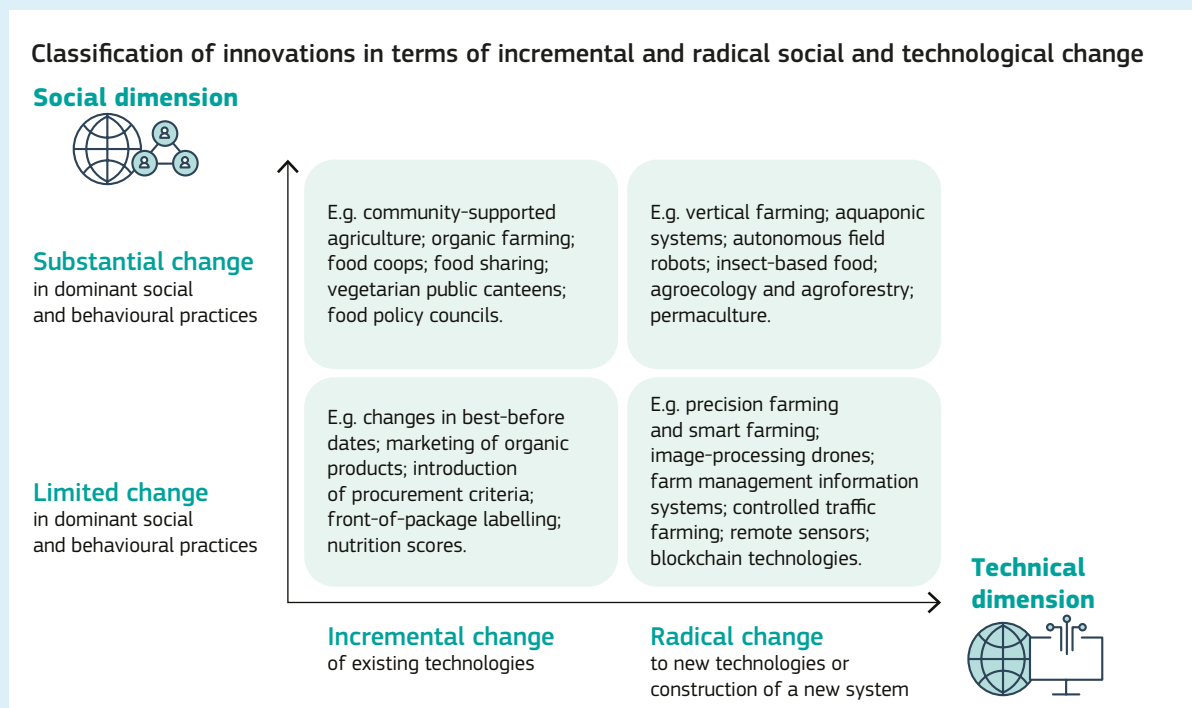 Classification of innovations in terms of incremental and radical social and technological change
Social dimension
Substantial change
in dominant social
and behavioural practices
E.g. community-supported
agriculture; organic farming;
food coops; food sharing;
vegetarian public canteens;
food policy councils.
E.g. vertical farming; aquaponic
systems; autonomous field
robots; insect-based food;
agroecology and agroforestry;
permaculture.
Limited change
in dominant social
and behavioural practices
E.g. changes in best-before
dates; marketing of organic
products; introduction
of procurement criteria;
front-of-package labelling;
nutrition scores.
E.g. precision farming
and smart farming;
image-processing drones;
farm management information
systems; controlled traffic
farming; remote sensors;
blockchain technologies.
Technical
dimension
Incremental change
of existing technologies
Radical change
to new technologies or
construction of a new system